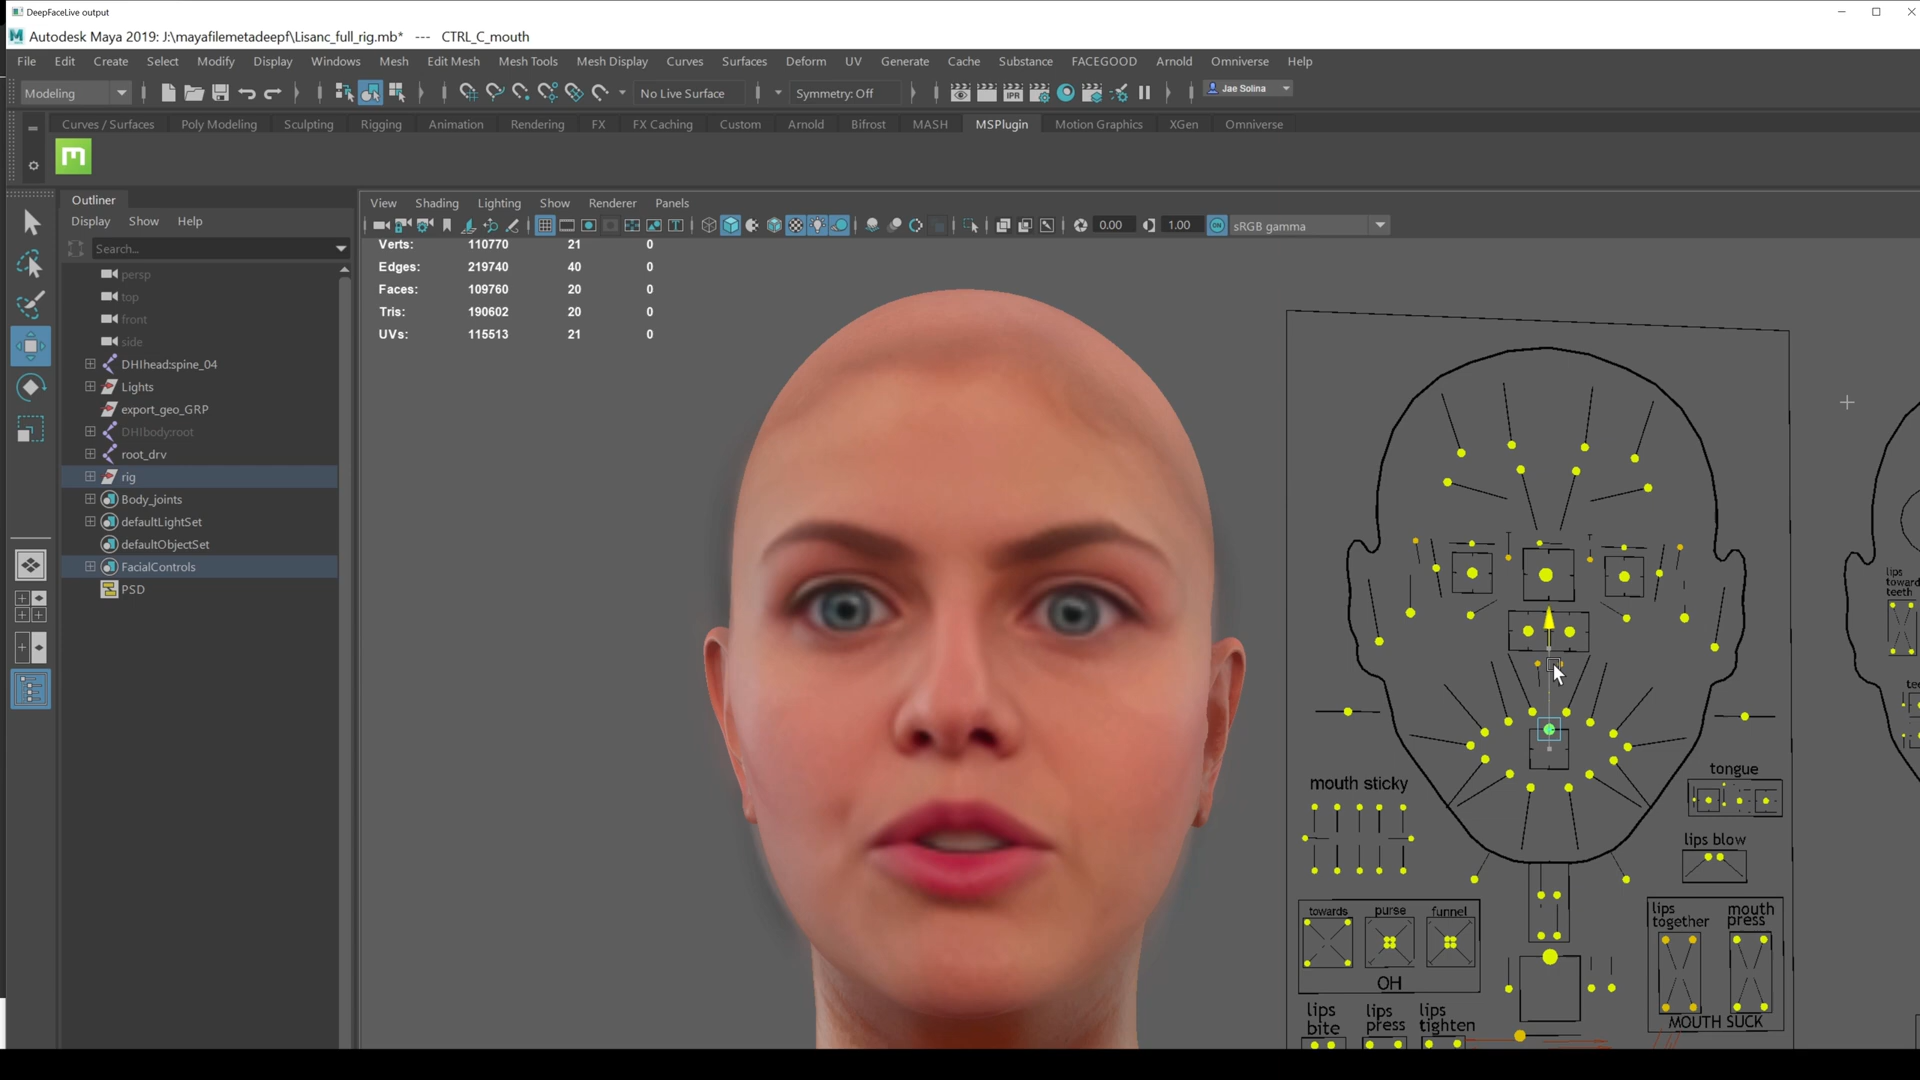 DeepFaceLive output
Autodesk Maya 2019: J:\mayafilemetadeepf\Lisanc_full_rig.mb* --- CTRL_C_mouth
File Edit Create Select Modify Display Windows Mesh Edit Mesh Mesh Tools Mesh Display Curves Surfaces Deform UV Generate Cache Substance FACEGOOD Arnold Omniverse Help
Modeling No Live Surface Symmetry: Off IPR Jae Solina
Curves / Surfaces Poly Modeling Sculpting Rigging Animation Rendering FX FX Caching Custom Arnold Bifrost MASH MSPlugin Motion Graphics XGen Omniverse
Outliner
Display Show Help
Search...
persp
top
front
side
DHIhead:spine_04
Lights
export_geo_GRP
DHIbody:root
root_drv
rig
Body_joints
defaultLightSet
defaultObjectSet
FacialControls
PSD
View Shading Lighting Show Renderer Panels
0.00 1.00 ON sRGB gamma
Verts: 110770 21 0
Edges: 219740 40 0
Faces: 109760 20 0
Tris: 190602 20 0
UVs: 115513 21 0
lips
teeth
mouth sticky
tongue
lips blow
towards purse funnel
OH
lips together
mouth press
MOUTH SUCK
lips bite
lips press
lips tighten